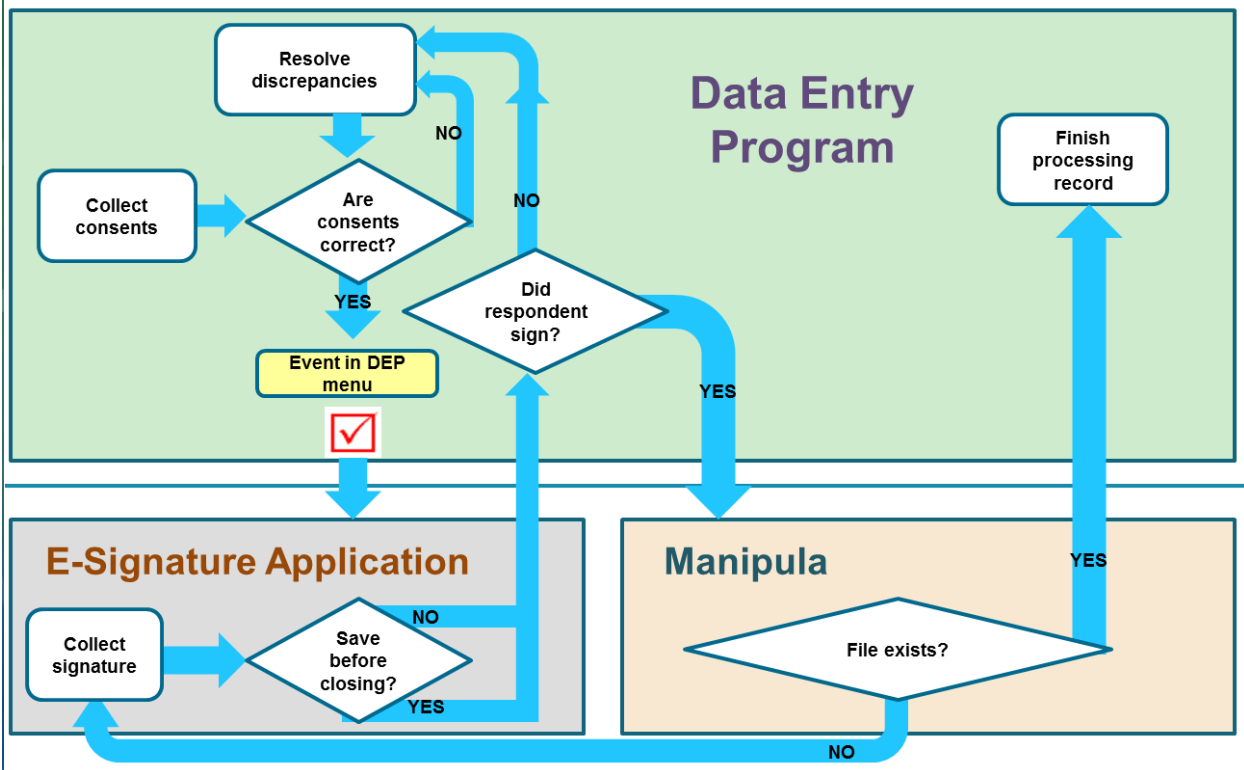 Resolve
discrepancies
Data Entry
Program
NO
Finish
processing
record
Collect
consents
Are
consents
correct?
NO
YES
Did
respondent
sign?
Event in DEP
menu
YES
E-Signature Application
Manipula
YES
NO
Collect
signature
Save
before
closing?
File exists?
YES
NO